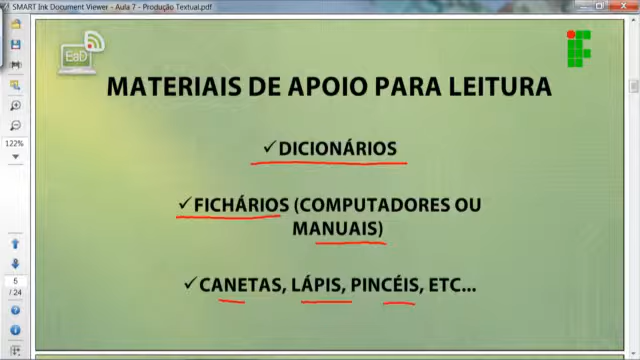 SMART Ink Document Viewer - Aula 7 - Produção Textual.pdf
EaD
MATERIAIS DE APOIO PARA LEITURA
✓DICIONÁRIOS
✓FICHÁRIOS (COMPUTADORES OU
MANUAIS)
✓CANETAS, LÁPIS, PINCÉIS, ETC...
122%
5
/ 24